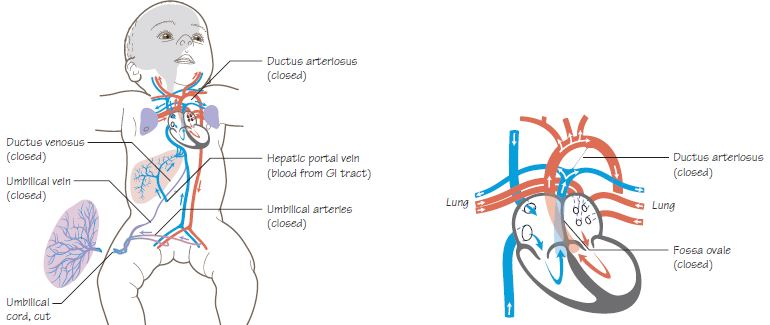 Ductus arteriosus
(closed)
Ductus venosus
(closed)
Umbilical vein
(closed)
Hepatic portal vein
(blood from GI tract)
Umbilical arteries
(closed)
Umbilical
cord, cut
Ductus arteriosus
(closed)
Lung
Lung
Fossa ovale
(closed)